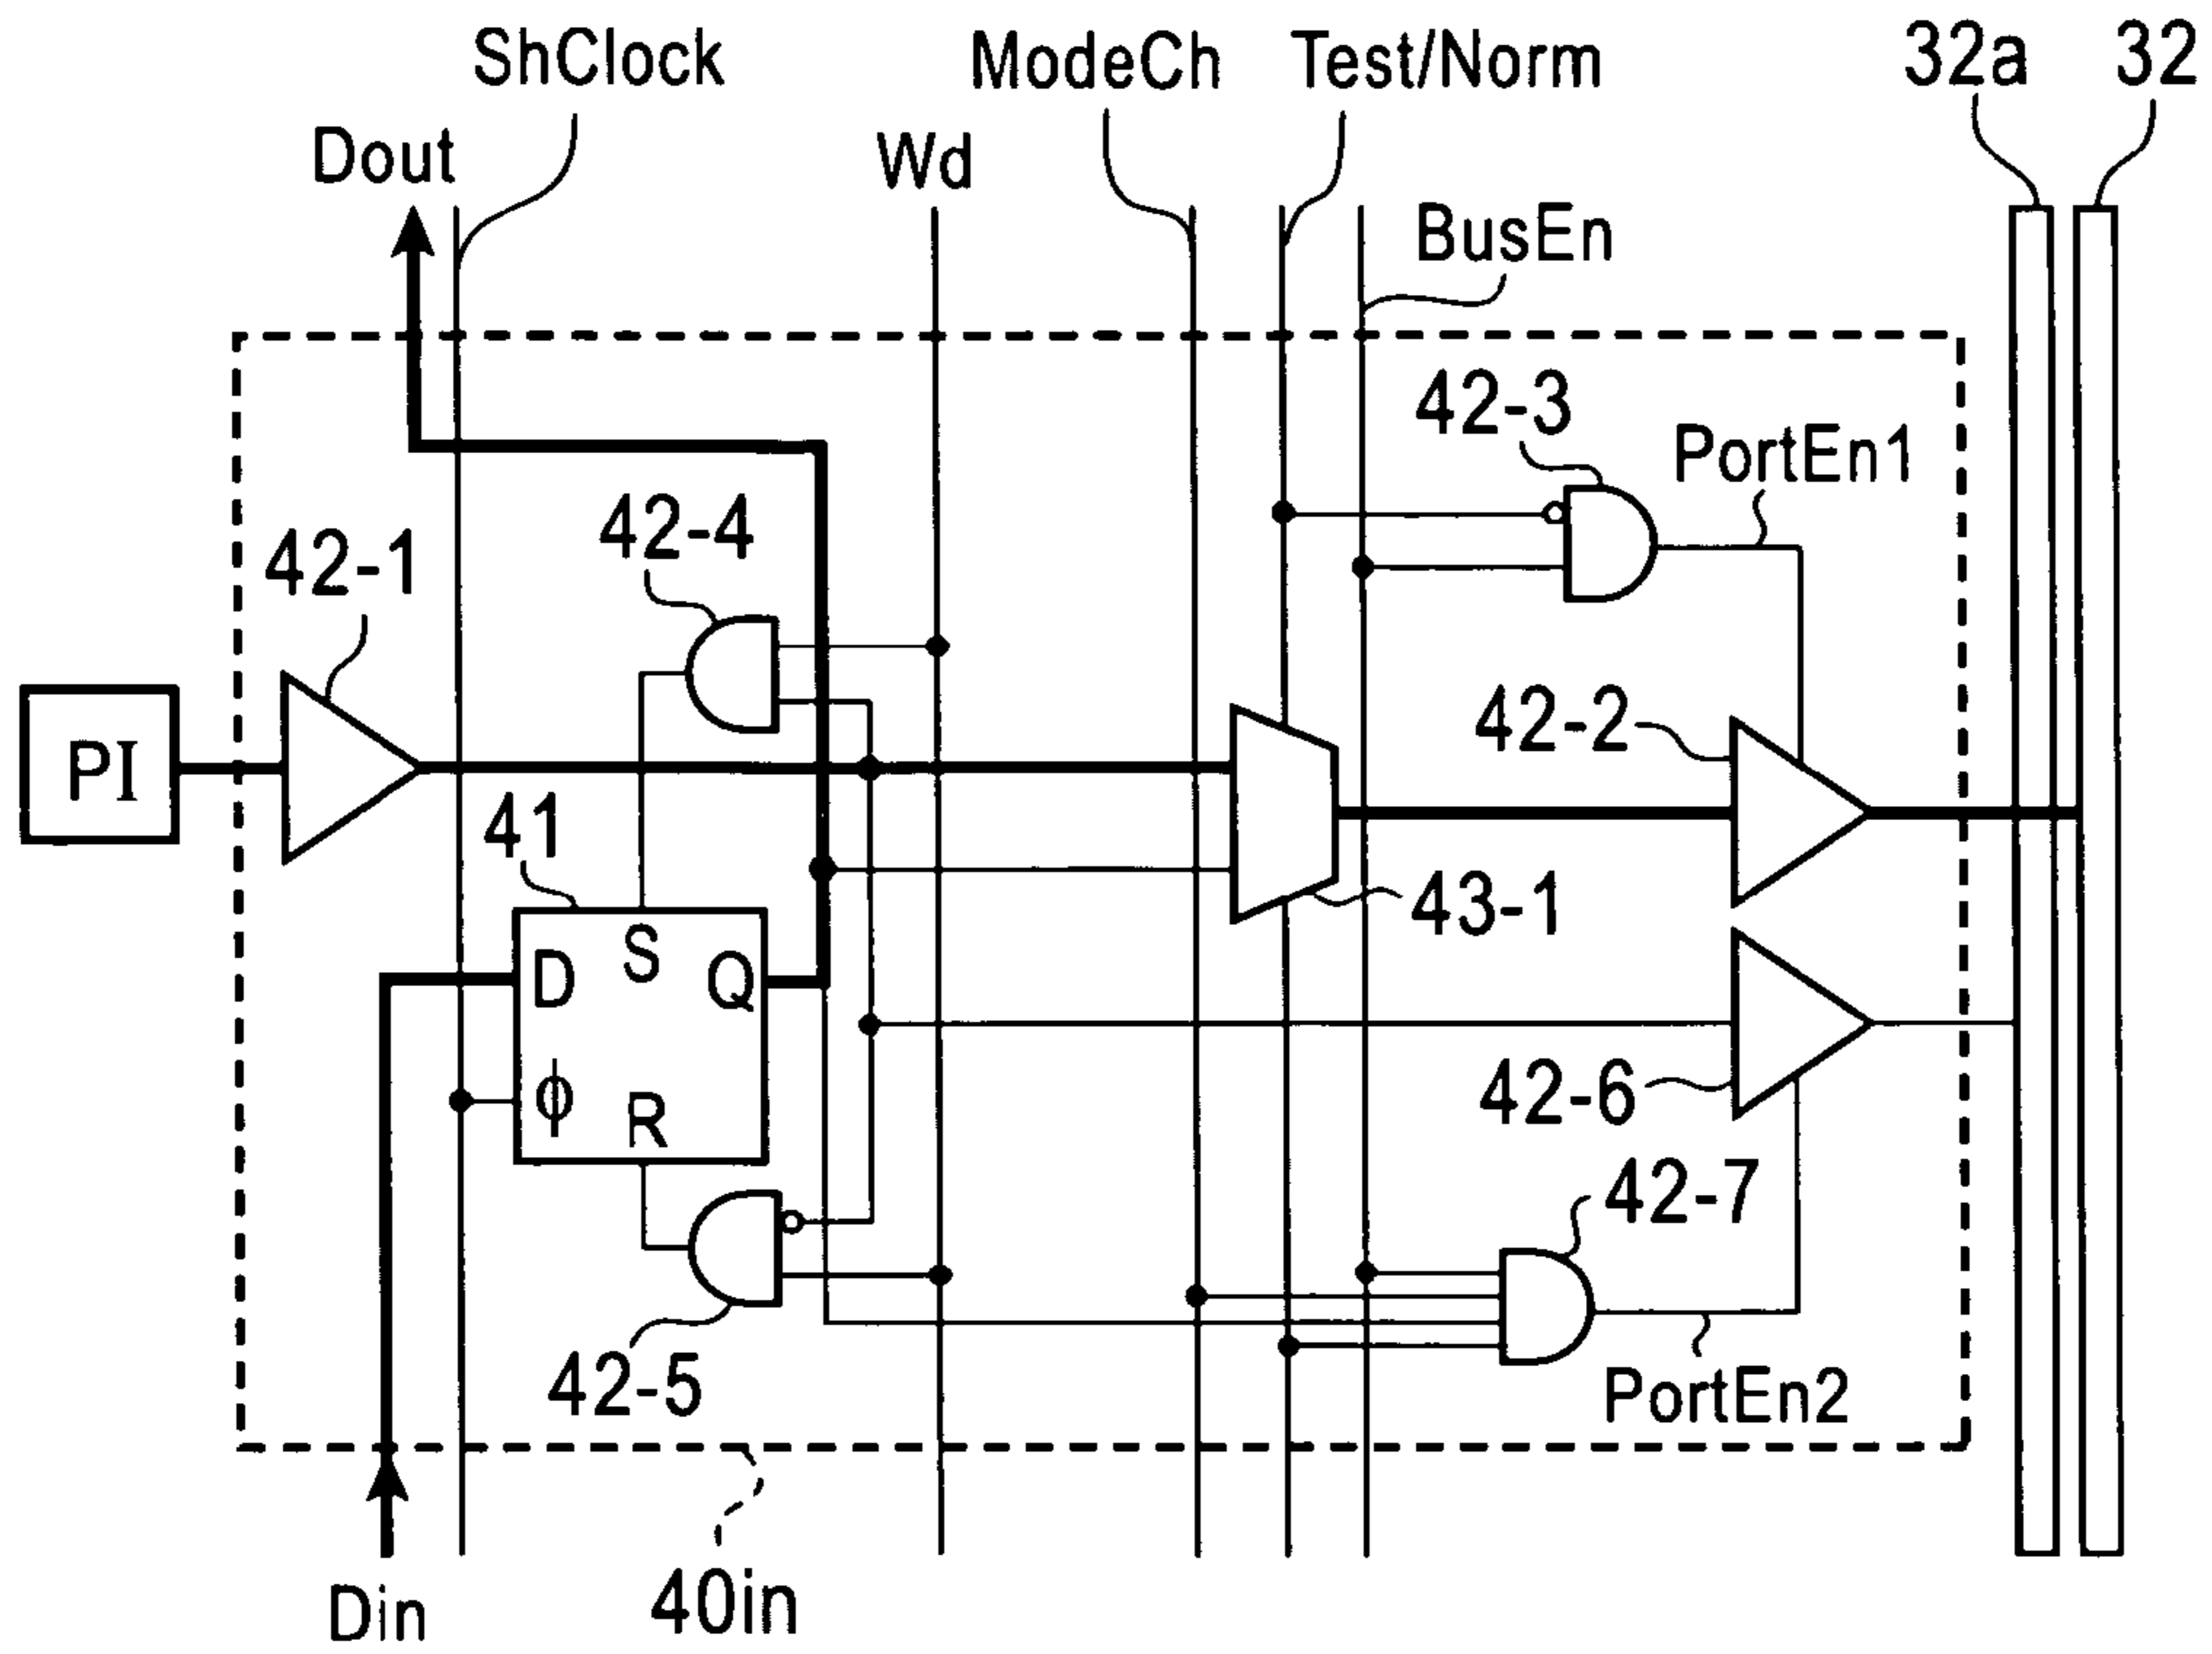 ShClock
ModeCh
Test/Norm
32a
32
Dout
Wd
BusEn
42-3
PortEn1
42-4
42-1
42-2
PI
41
43-1
D
S
Q
ϕ
R
42-6
42-7
42-5
PortEn2
Din
40in